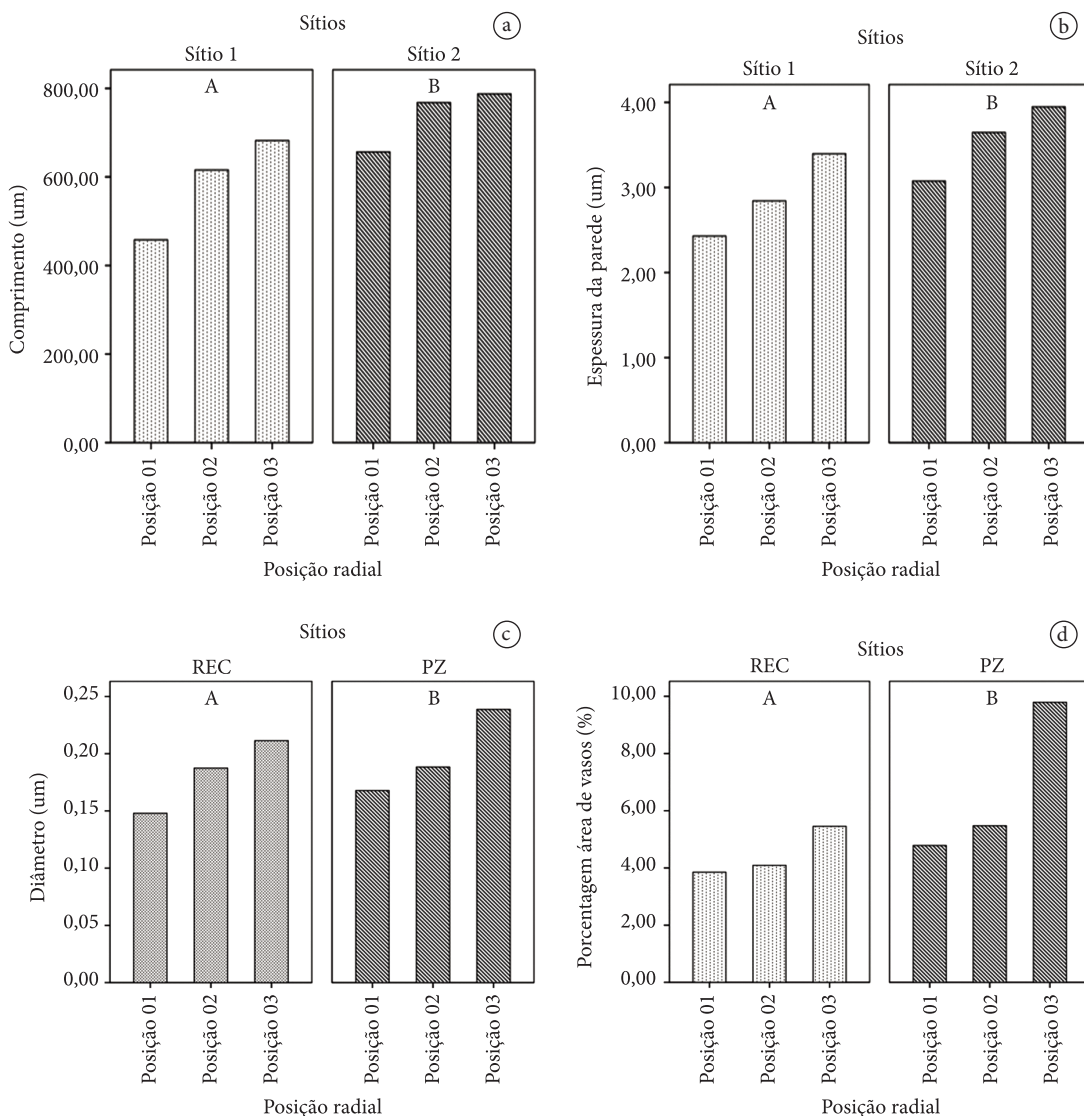 Sítios
a
Sítio 1
Sítio 2
A
B
800,00
600,00
400,00
200,00
0,00
Comprimento (um)
Posição 01
Posição 02
Posição 03
Posição 01
Posição 02
Posição 03
Posição radial
Sítios
b
Sítio 1
Sítio 2
A
B
4,00
3,00
2,00
1,00
0,00
Espessura da parede (um)
Posição 01
Posição 02
Posição 03
Posição 01
Posição 02
Posição 03
Posição radial
Sítios
c
REC
PZ
A
B
0,25
0,20
0,15
0,10
0,05
0,00
Diâmetro (um)
Posição 01
Posição 02
Posição 03
Posição 01
Posição 02
Posição 03
Posição radial
Sítios
d
REC
PZ
A
B
10,00
8,00
6,00
4,00
2,00
0,00
Porcentagem área de vasos (%)
Posição 01
Posição 02
Posição 03
Posição 01
Posição 02
Posição 03
Posição radial